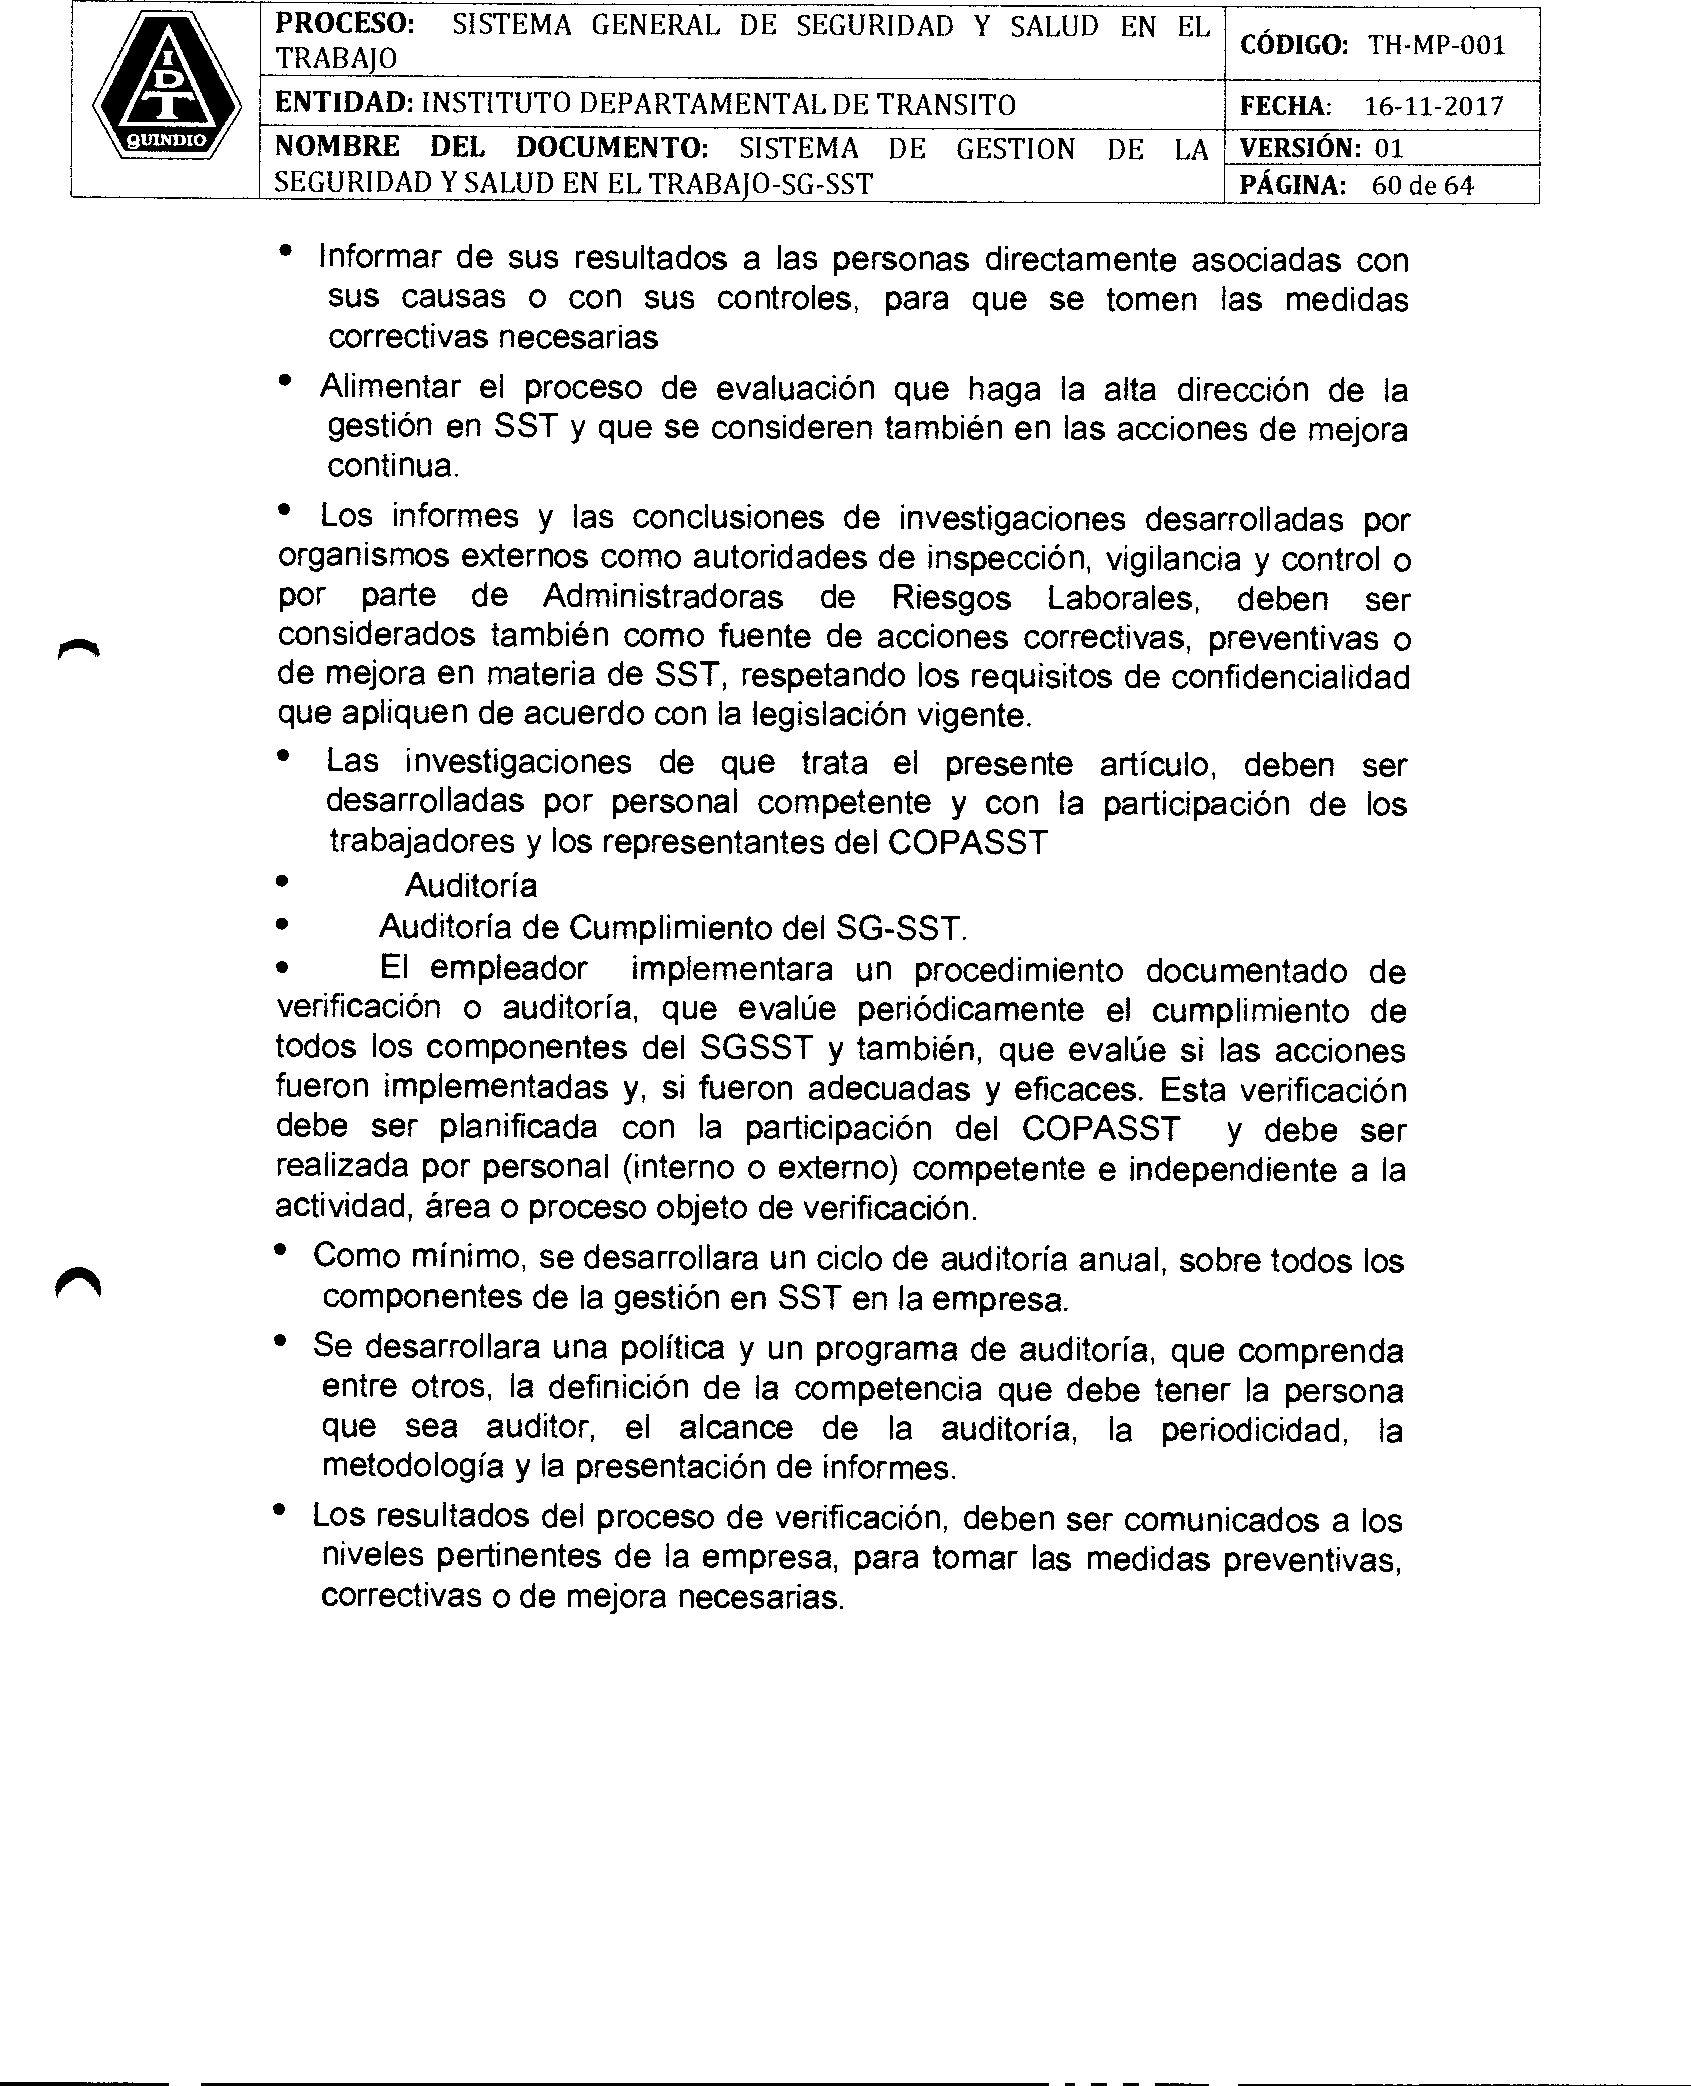 IDT
QUINDIO
PROCESO: SISTEMA GENERAL DE SEGURIDAD Y SALUD EN EL
TRABAJO
CÓDIGO: TH-MP-001
ENTIDAD: INSTITUTO DEPARTAMENTAL DE TRANSITO
FECHA: 16-11-2017
NOMBRE DEL DOCUMENTO: SISTEMA DE GESTION DE LA
SEGURIDAD Y SALUD EN EL TRABAJO-SG-SST
VERSIÓN: 01
PÁGINA: 60 de 64
• Informar de sus resultados a las personas directamente asociadas con
sus causas o con sus controles, para que se tomen las medidas
correctivas necesarias
• Alimentar el proceso de evaluación que haga la alta dirección de la
gestión en SST y que se consideren también en las acciones de mejora
continua.
• Los informes y las conclusiones de investigaciones desarrolladas por
organismos externos como autoridades de inspección, vigilancia y control o
por parte de Administradoras de Riesgos Laborales, deben ser
considerados también como fuente de acciones correctivas, preventivas o
de mejora en materia de SST, respetando los requisitos de confidencialidad
que apliquen de acuerdo con la legislación vigente.
• Las investigaciones de que trata el presente artículo, deben ser
desarrolladas por personal competente y con la participación de los
trabajadores y los representantes del COPASST
• Auditoría
• Auditoría de Cumplimiento del SG-SST.
• El empleador implementara un procedimiento documentado de
verificación o auditoría, que evalúe periódicamente el cumplimiento de
todos los componentes del SGSST y también, que evalúe si las acciones
fueron implementadas y, si fueron adecuadas y eficaces. Esta verificación
debe ser planificada con la participación del COPASST y debe ser
realizada por personal (interno o externo) competente e independiente a la
actividad, área o proceso objeto de verificación.
• Como mínimo, se desarrollara un ciclo de auditoría anual, sobre todos los
componentes de la gestión en SST en la empresa.
• Se desarrollara una política y un programa de auditoría, que comprenda
entre otros, la definición de la competencia que debe tener la persona
que sea auditor, el alcance de la auditoría, la periodicidad, la
metodología y la presentación de informes.
• Los resultados del proceso de verificación, deben ser comunicados a los
niveles pertinentes de la empresa, para tomar las medidas preventivas,
correctivas o de mejora necesarias.